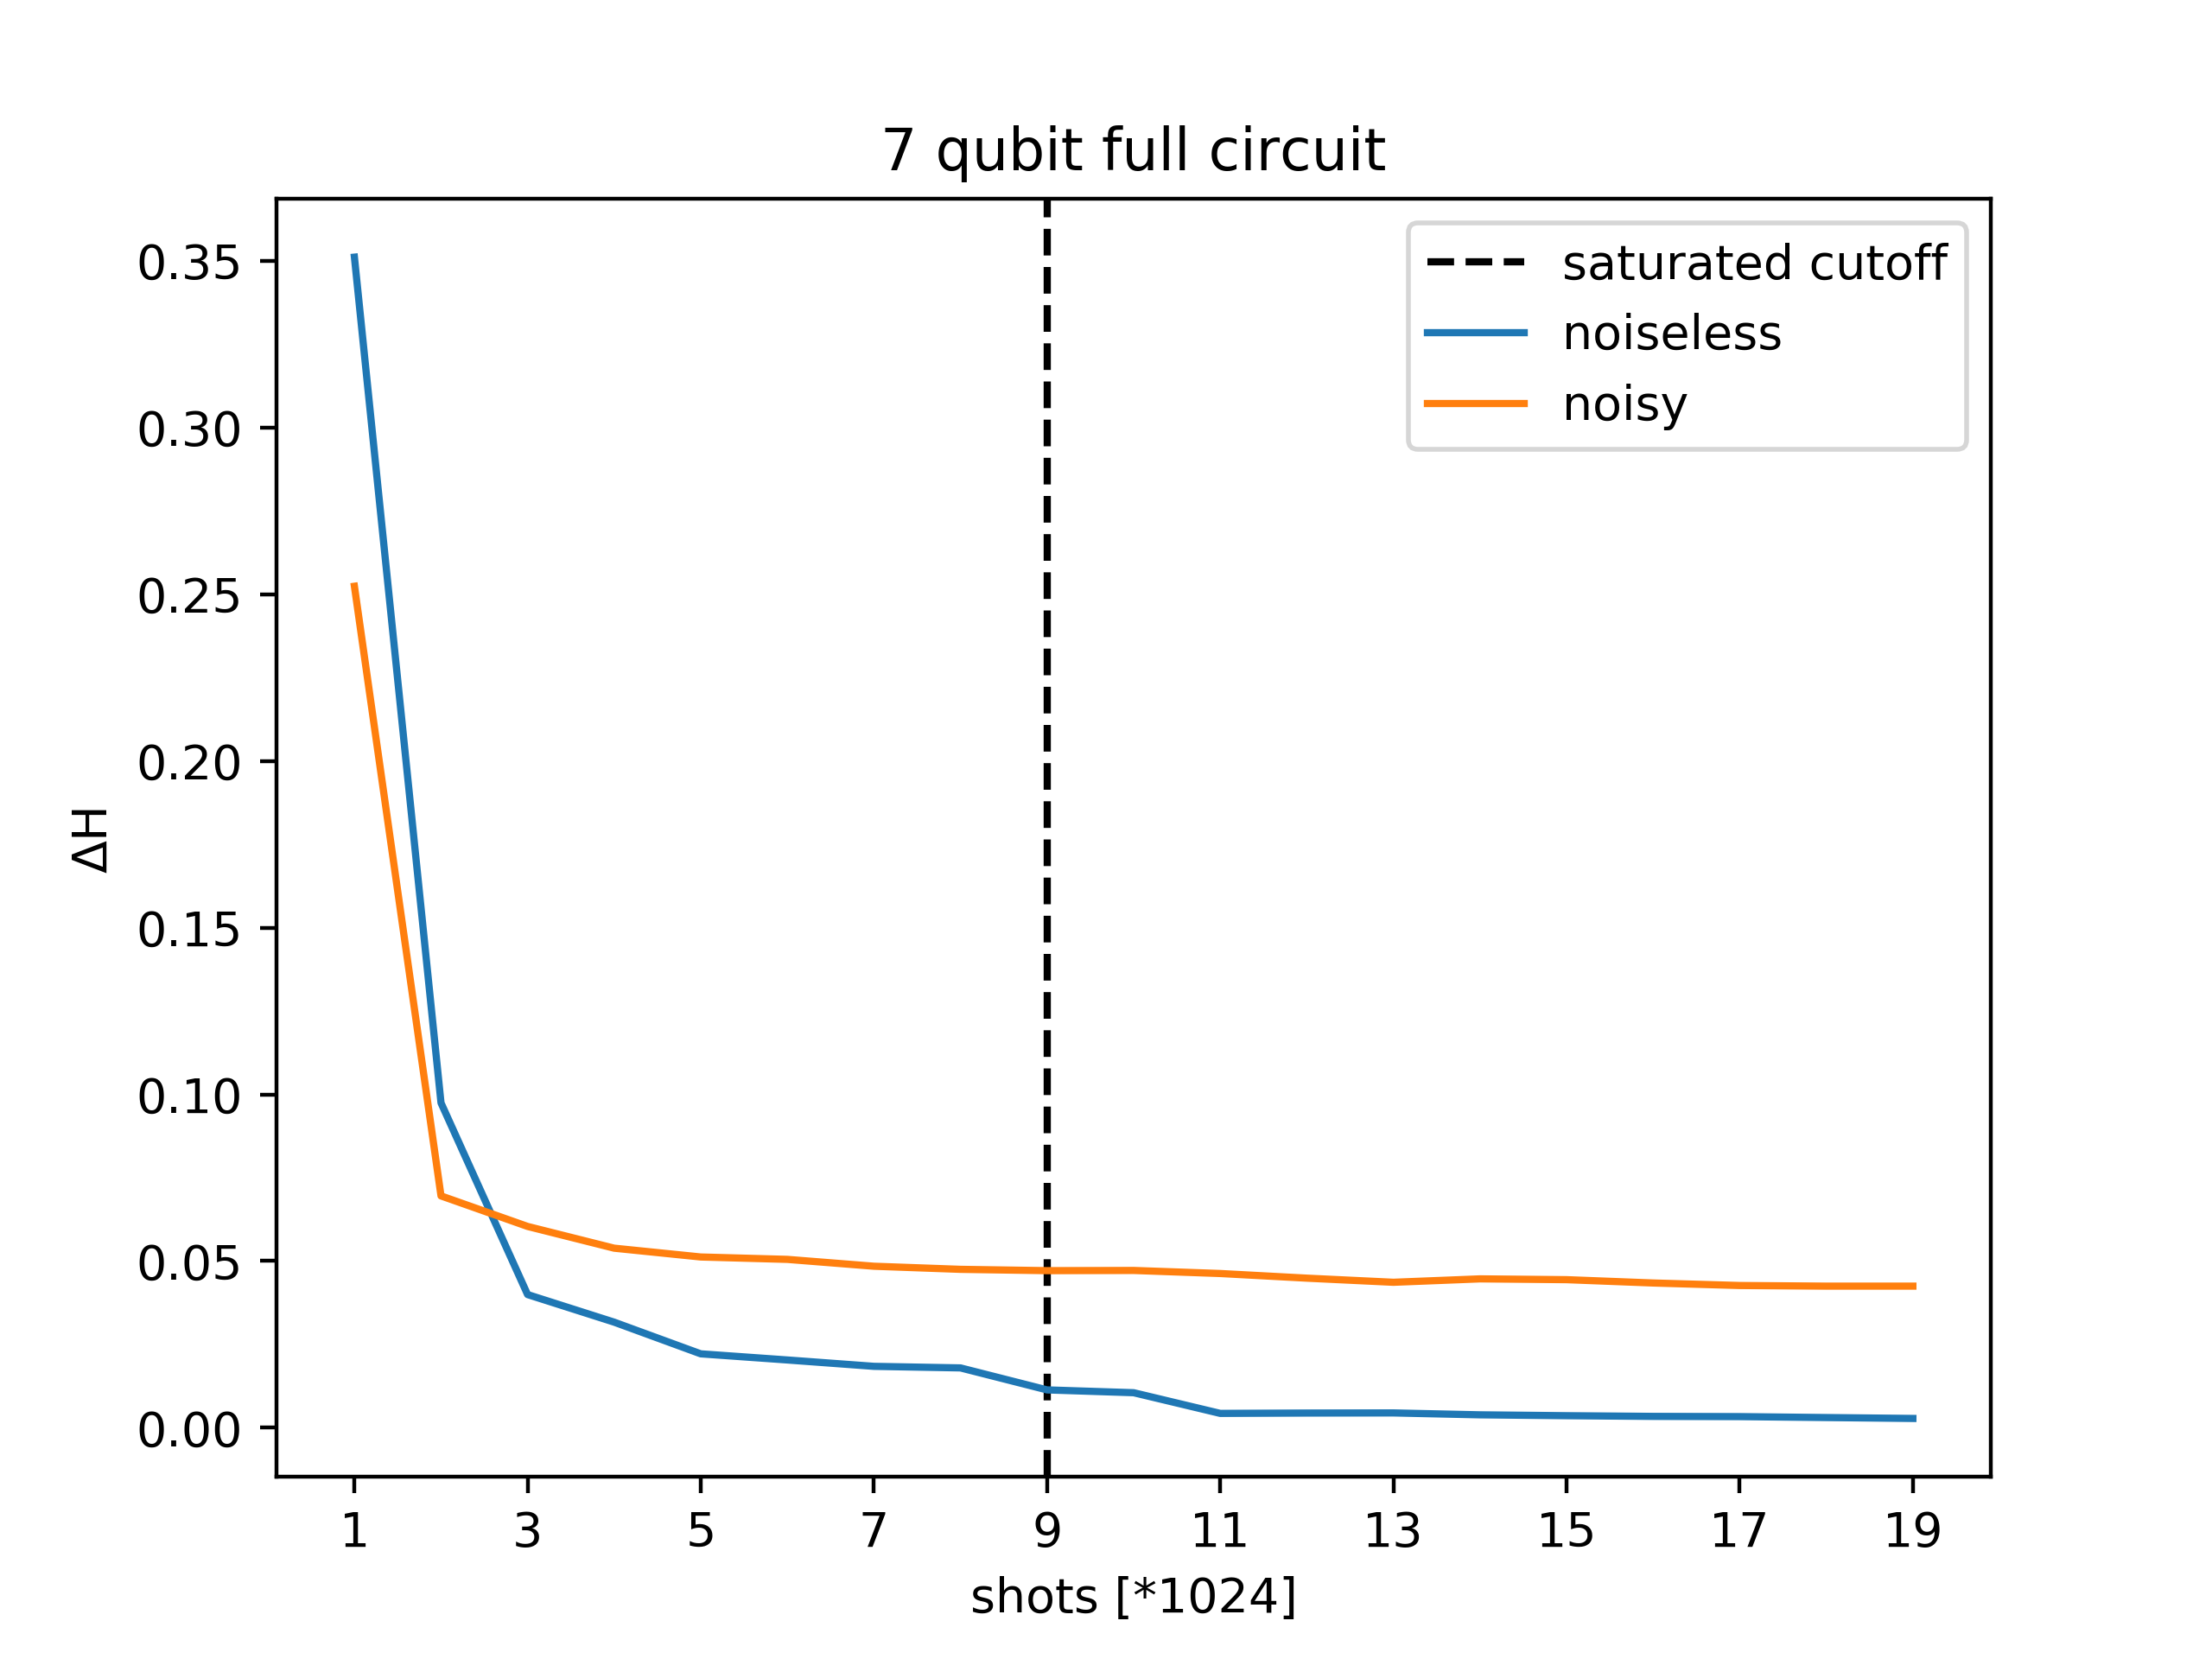 7 qubit full circuit
saturated cutoff
noiseless
noisy
0.35
0.30
0.25
0.20
0.15
0.10
0.05
0.00
ΔH
1 3 5 7 9 11 13 15 17 19
shots [*1024]